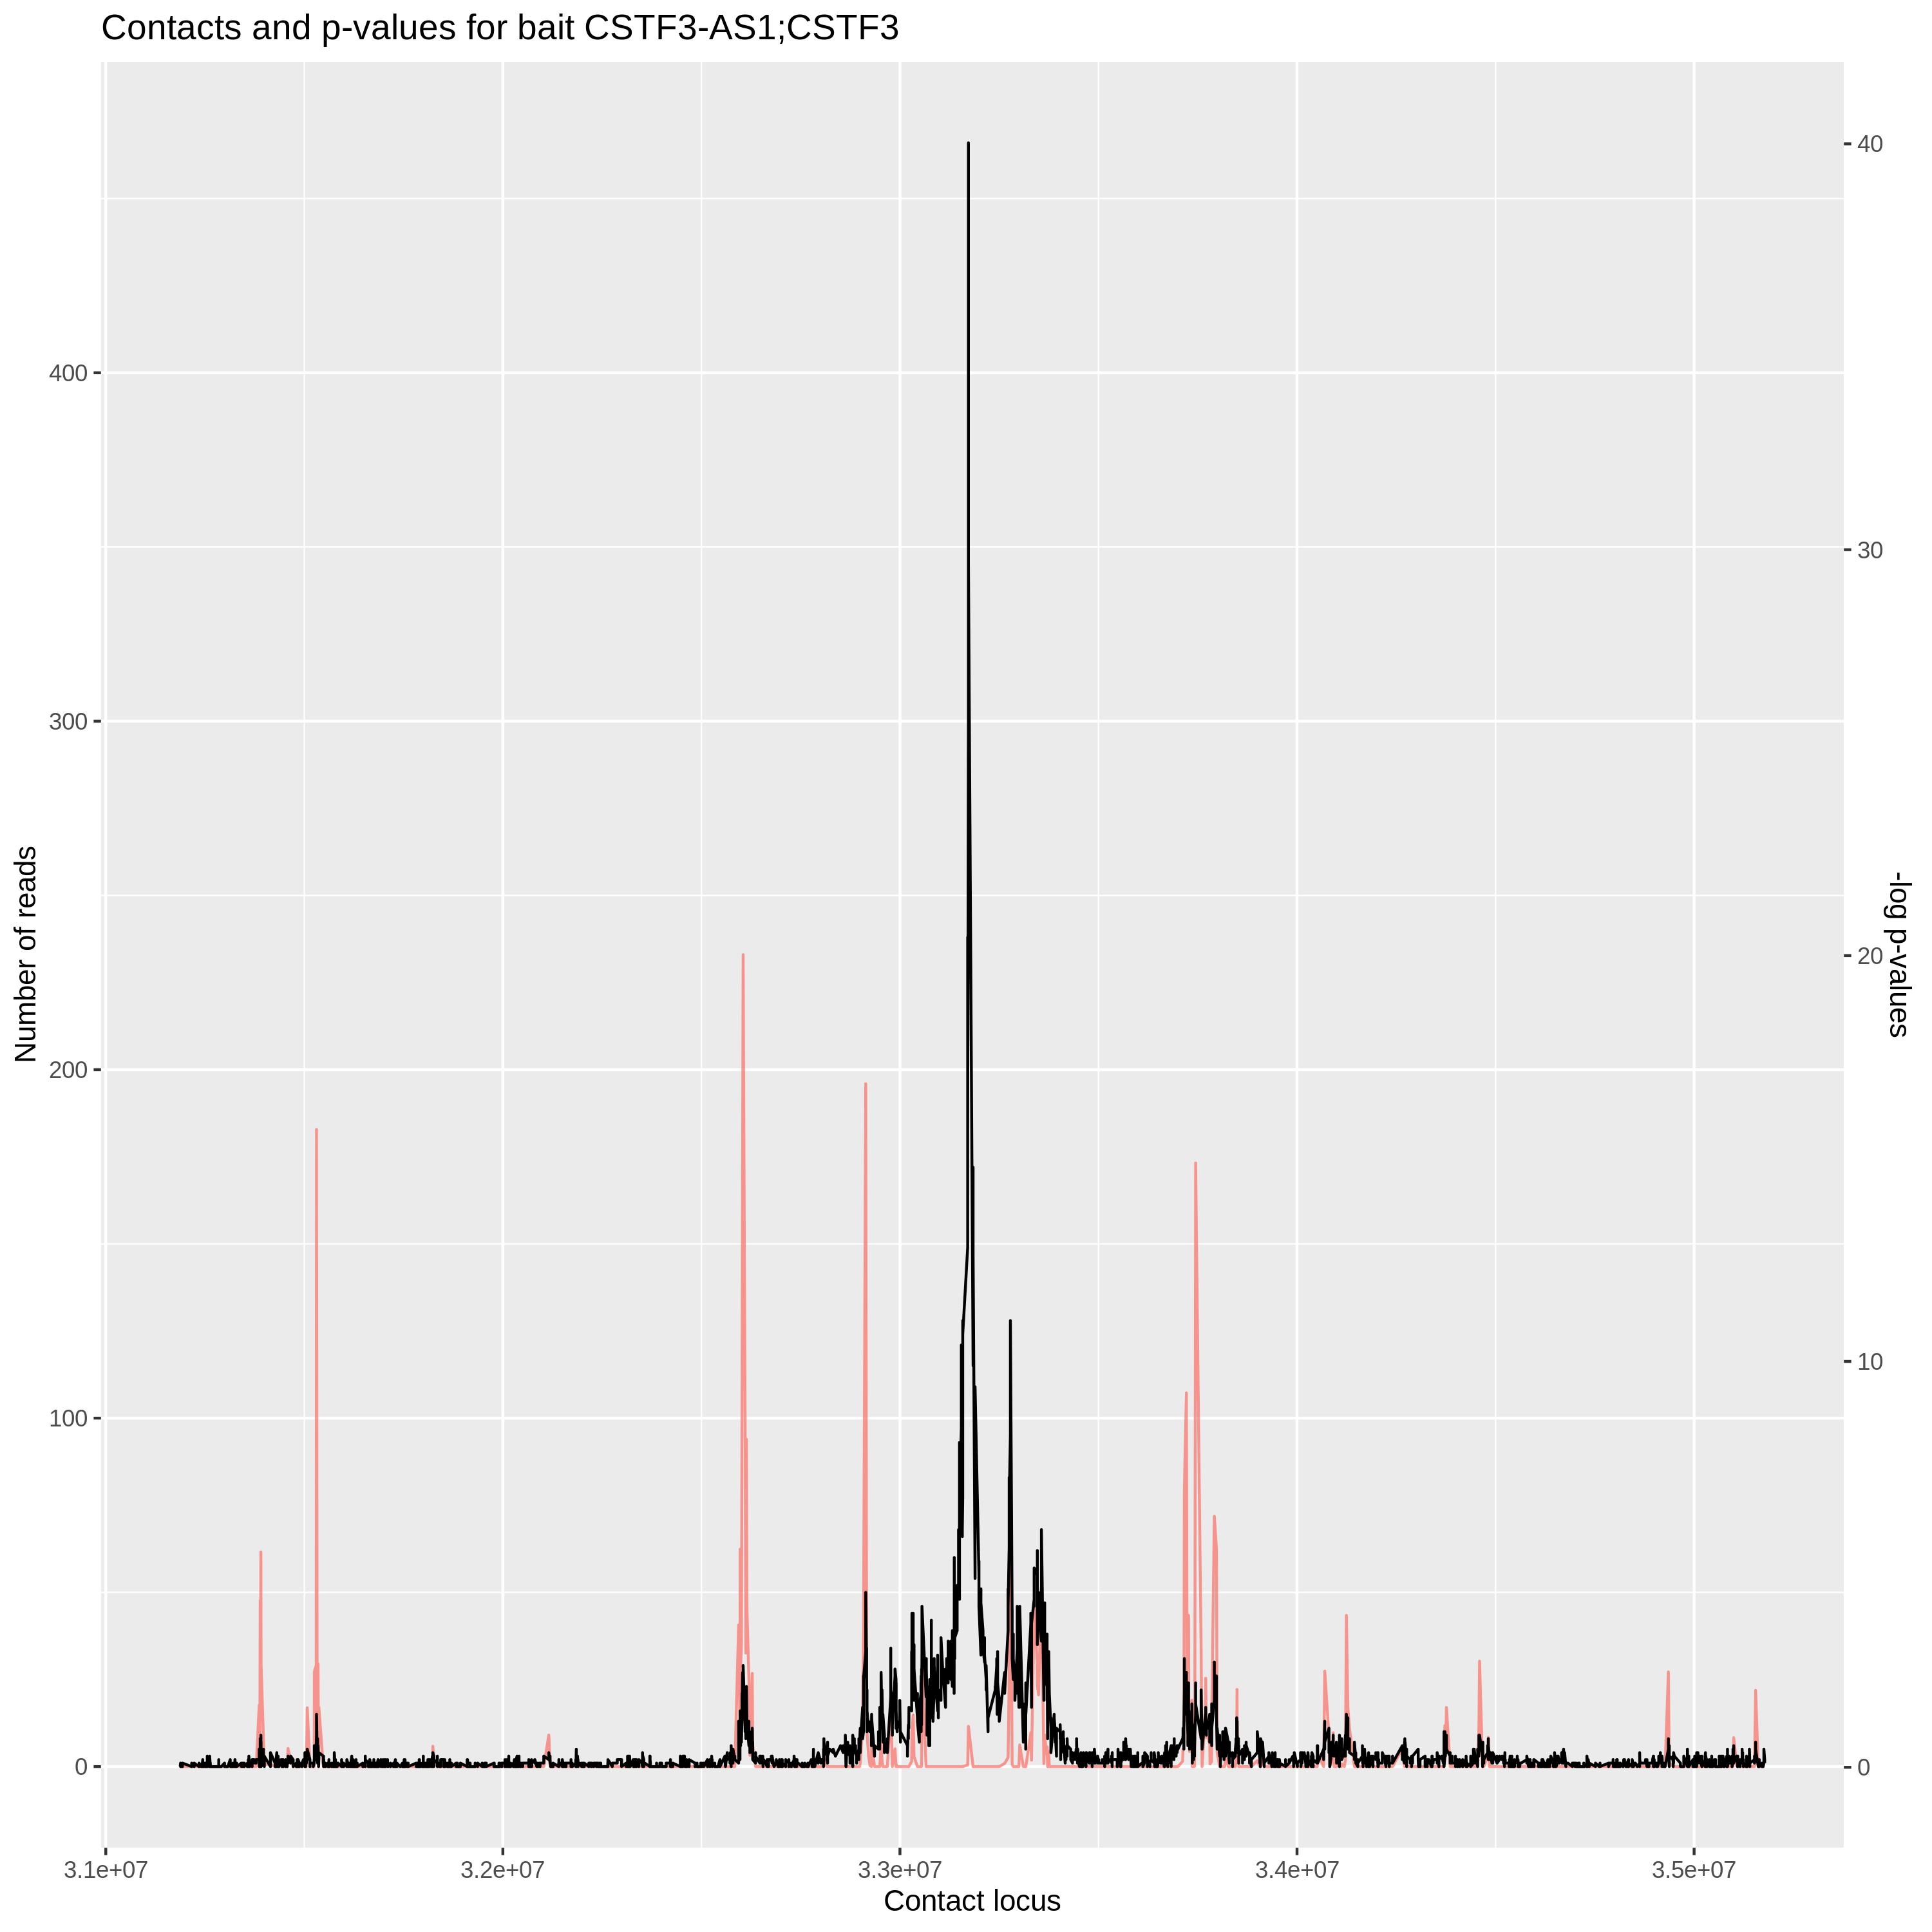 Contacts and p-values for bait CSTF3-AS1;CSTF3
40
400
30
300
Number of reads
-log p-values
20
200
10
100
0
0
3.1e+07
3.2e+07
3.3e+07
3.4e+07
3.5e+07
Contact locus